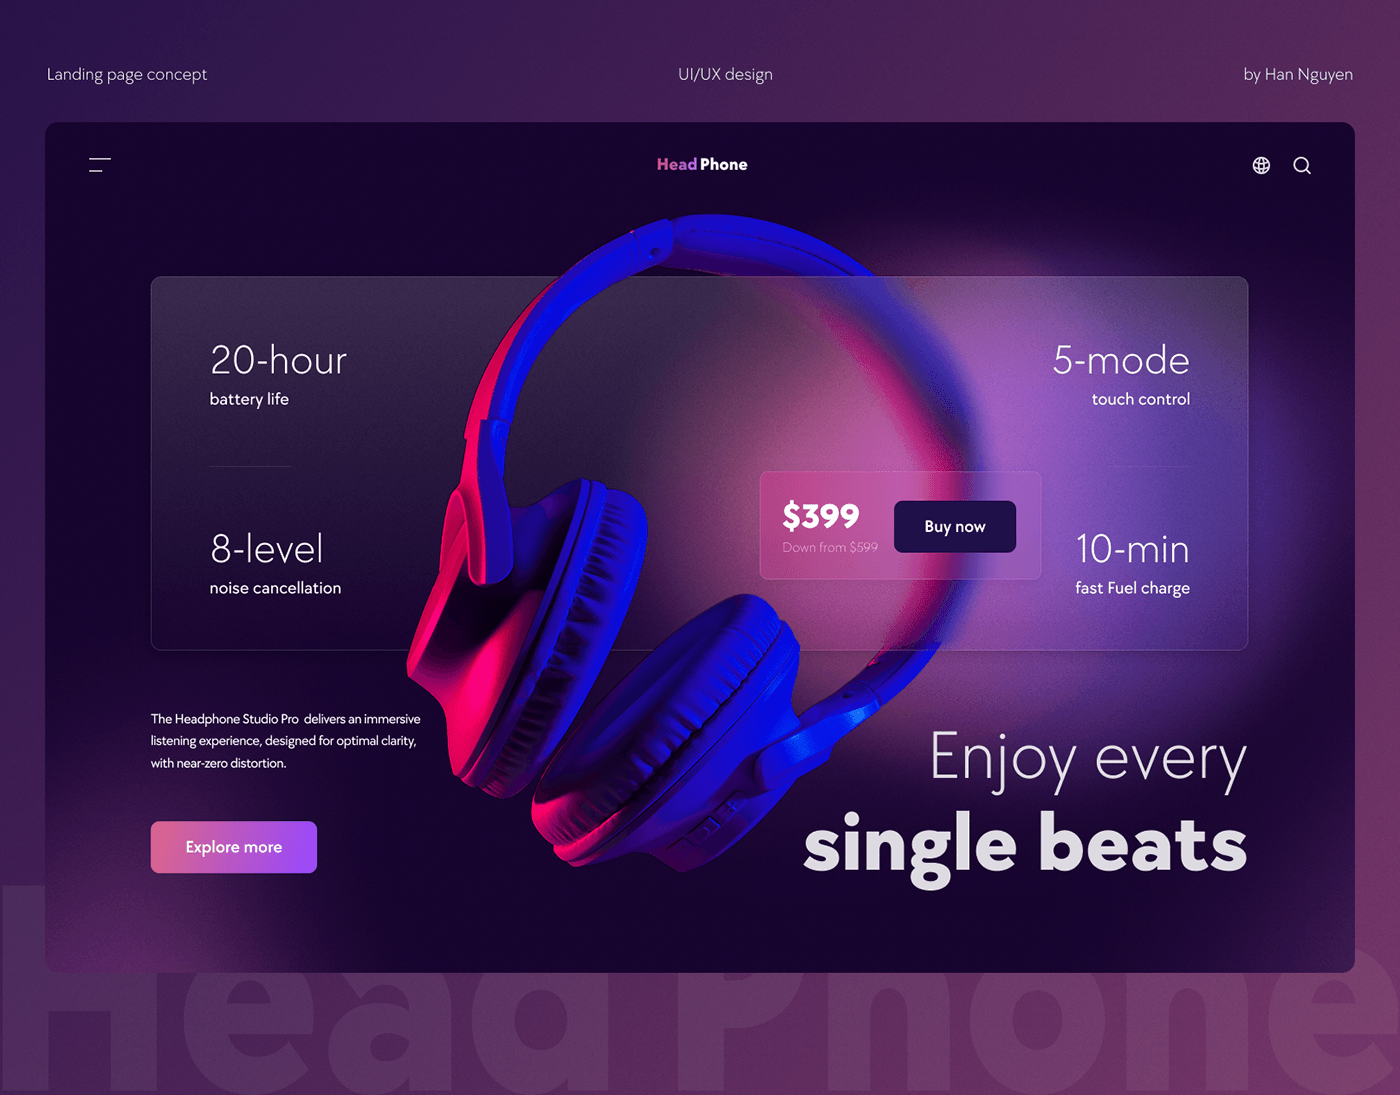 Landing page concept
UI/UX design
by Han Nguyen
Head Phone
20-hour
battery life
5-mode
touch control
$399
Down from $599
Buy now
8-level
noise cancellation
10-min
fast Fuel charge
The Headphone Studio Pro  delivers an immersive
listening experience, designed for optimal clarity,
with near-zero distortion.
Explore more
Enjoy every
single beats
Head Phone